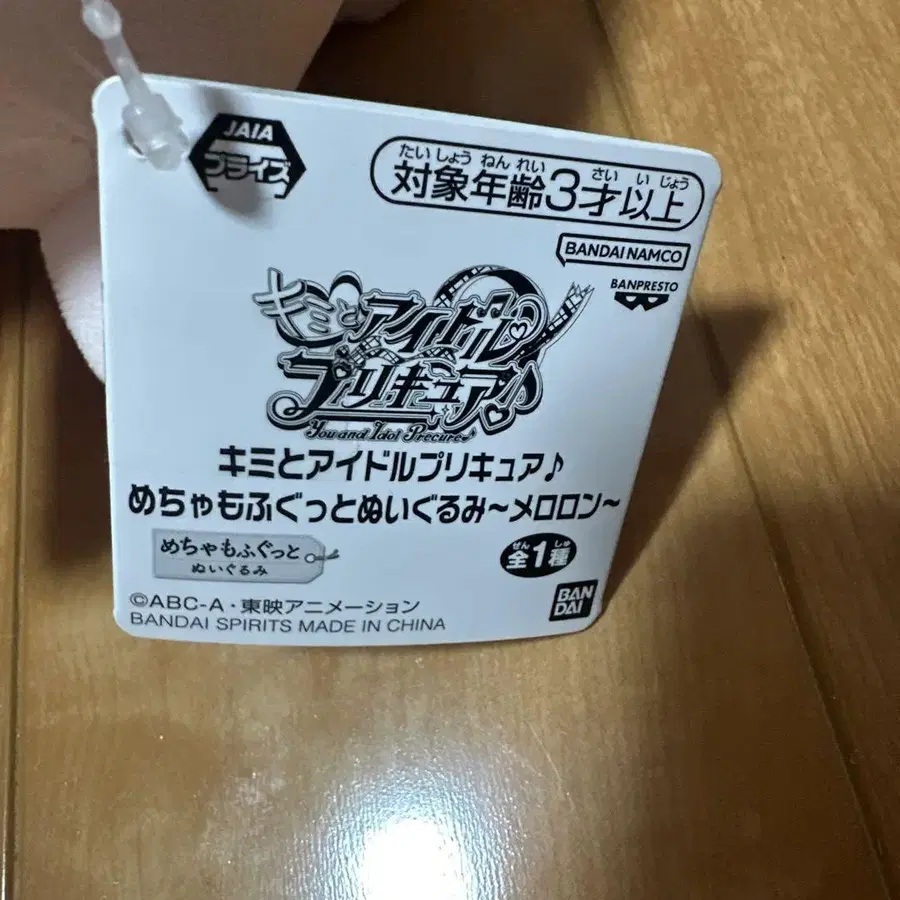 JAIA
プライズ
たいしょうねんれい さいいじょう
対象年齢3才以上
BANDAI NAMCO
BANPRESTO
キミとアイドル
プリキュア♪
You and Idol Precure♪
キミとアイドルプリキュア♪
めちゃもふぐっとぬいぐるみ～メロロン～
めちゃもふぐっと
ぬいぐるみ
ぜん しゅ
全1種
©ABC-A・東映アニメーション
BANDAI SPIRITS MADE IN CHINA
BAN
DAI